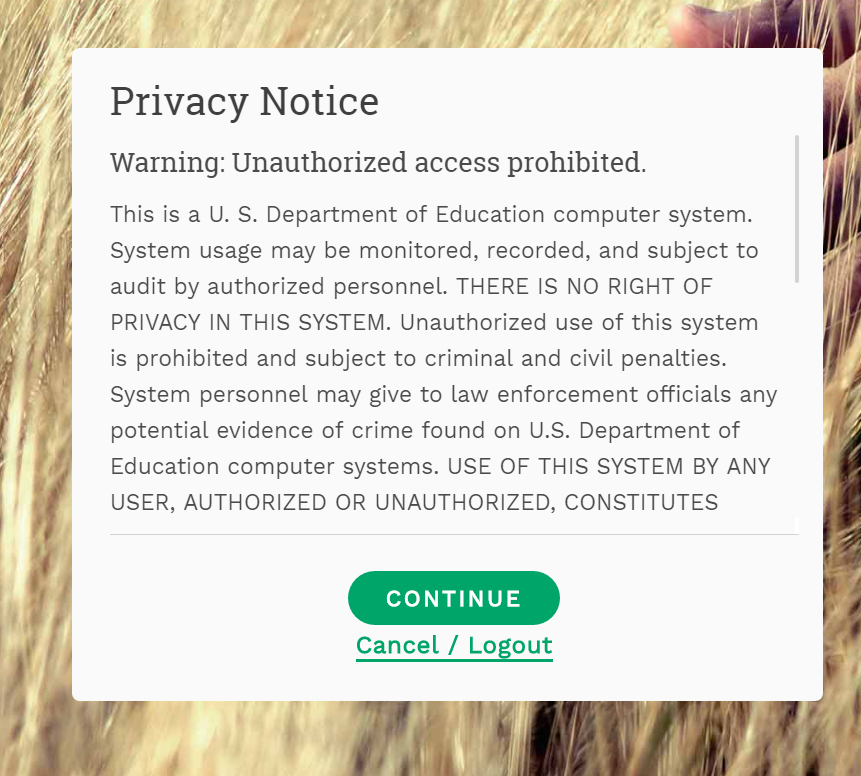 Privacy Notice
Warning: Unauthorized access prohibited.
This is a U. S. Department of Education computer system.
System usage may be monitored, recorded, and subject to
audit by authorized personnel. THERE IS NO RIGHT OF
PRIVACY IN THIS SYSTEM. Unauthorized use of this system
is prohibited and subject to criminal and civil penalties.
System personnel may give to law enforcement officials any
potential evidence of crime found on U.S. Department of
Education computer systems. USE OF THIS SYSTEM BY ANY
USER, AUTHORIZED OR UNAUTHORIZED, CONSTITUTES
CONTINUE
Cancel / Logout